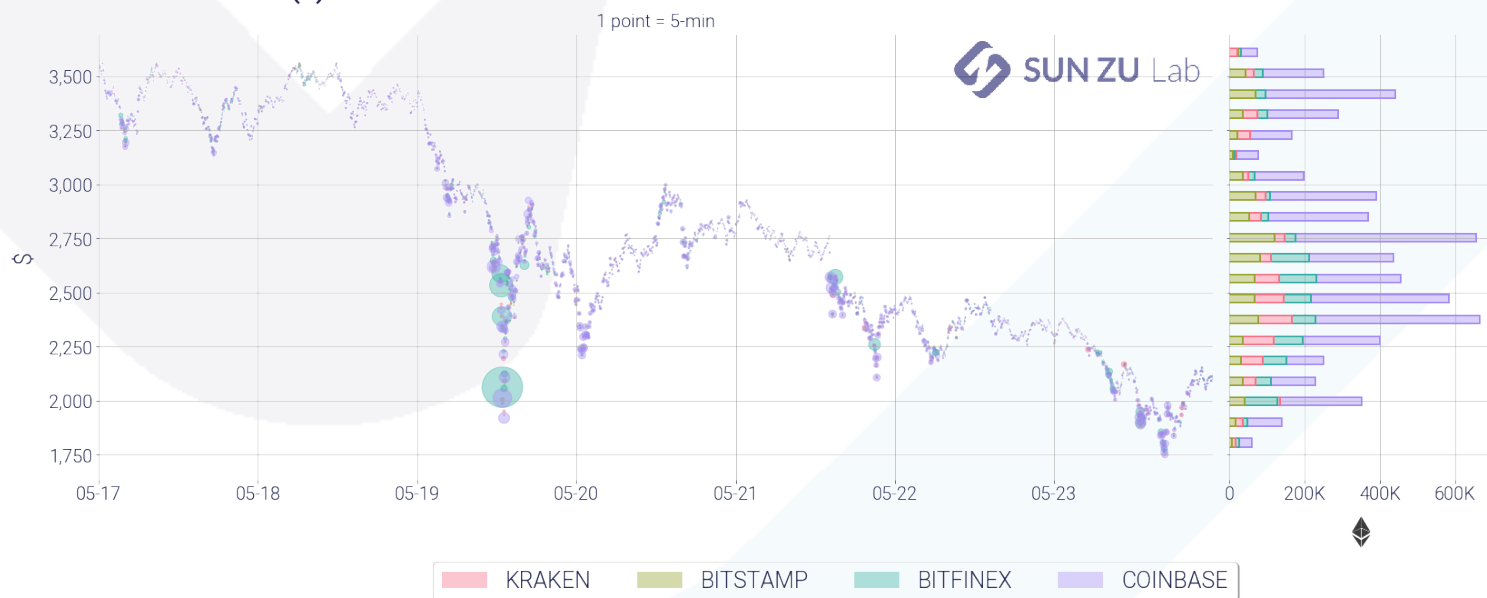 1 point = 5-min
SUN ZU Lab
3,500
3,250
3,000
2,750
$
2,500
2,250
2,000
1,750
05-17 05-18 05-19 05-20 05-21 05-22 05-23 0 200K 400K 600K
KRAKEN BITSTAMP BITFINEX COINBASE